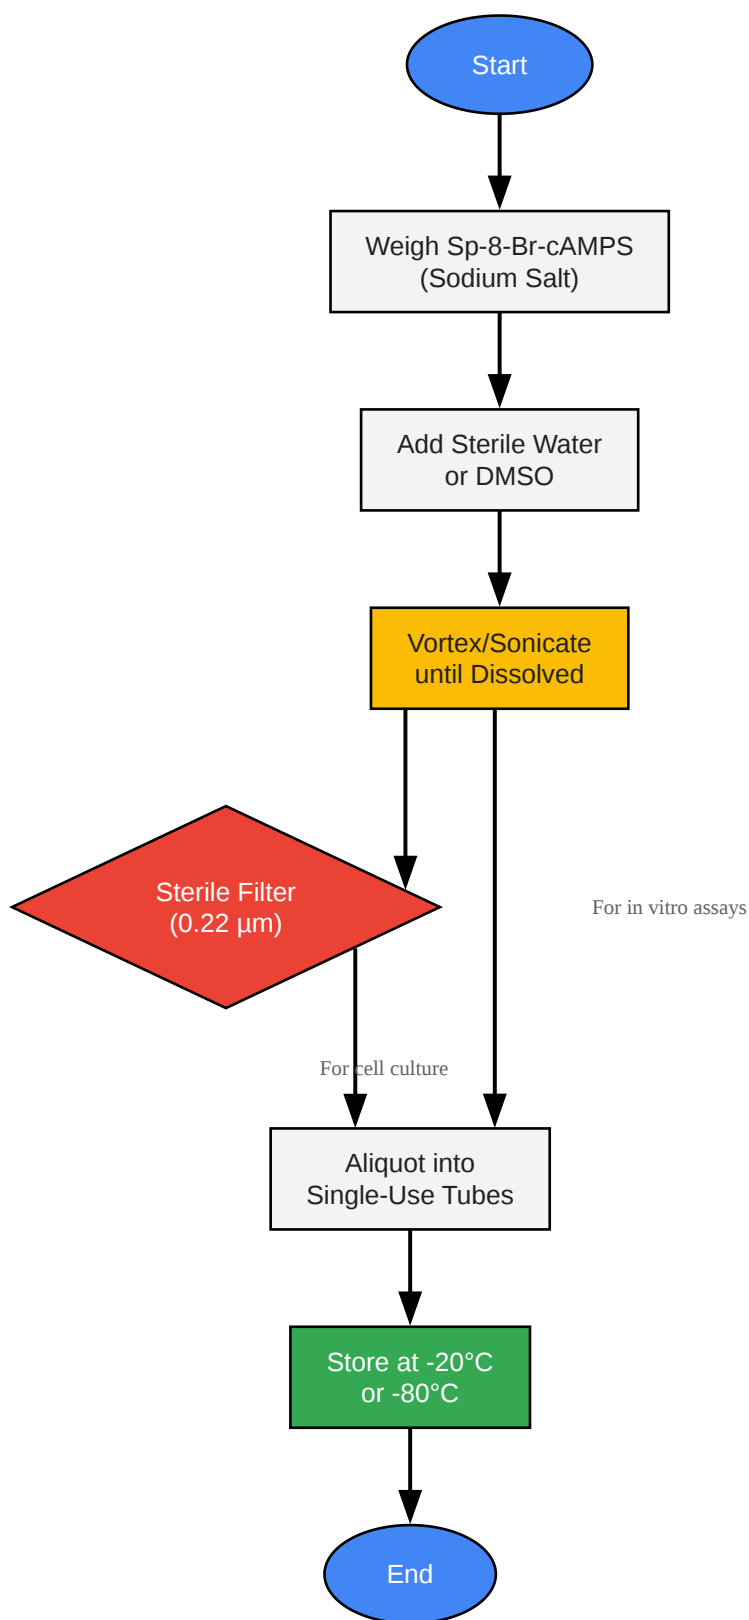 Start
Weigh Sp-8-Br-cAMPS
(Sodium Salt)
Add Sterile Water
or DMSO
Vortex/Sonicate
until Dissolved
Sterile Filter
(0.22 µm)
For in vitro assays
For cell culture
Aliquot into
Single-Use Tubes
Store at -20°C
or -80°C
End